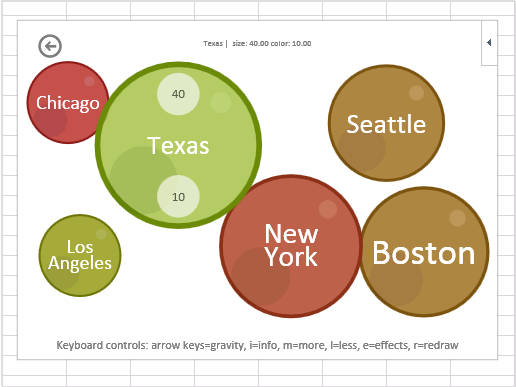 Texas |  size: 40.00 color: 10.00
Chicago
40
Texas
10
Seattle
Los
Angeles
New
York
Boston
Keyboard controls: arrow keys=gravity, i=info, m=more, l=less, e=effects, r=redraw